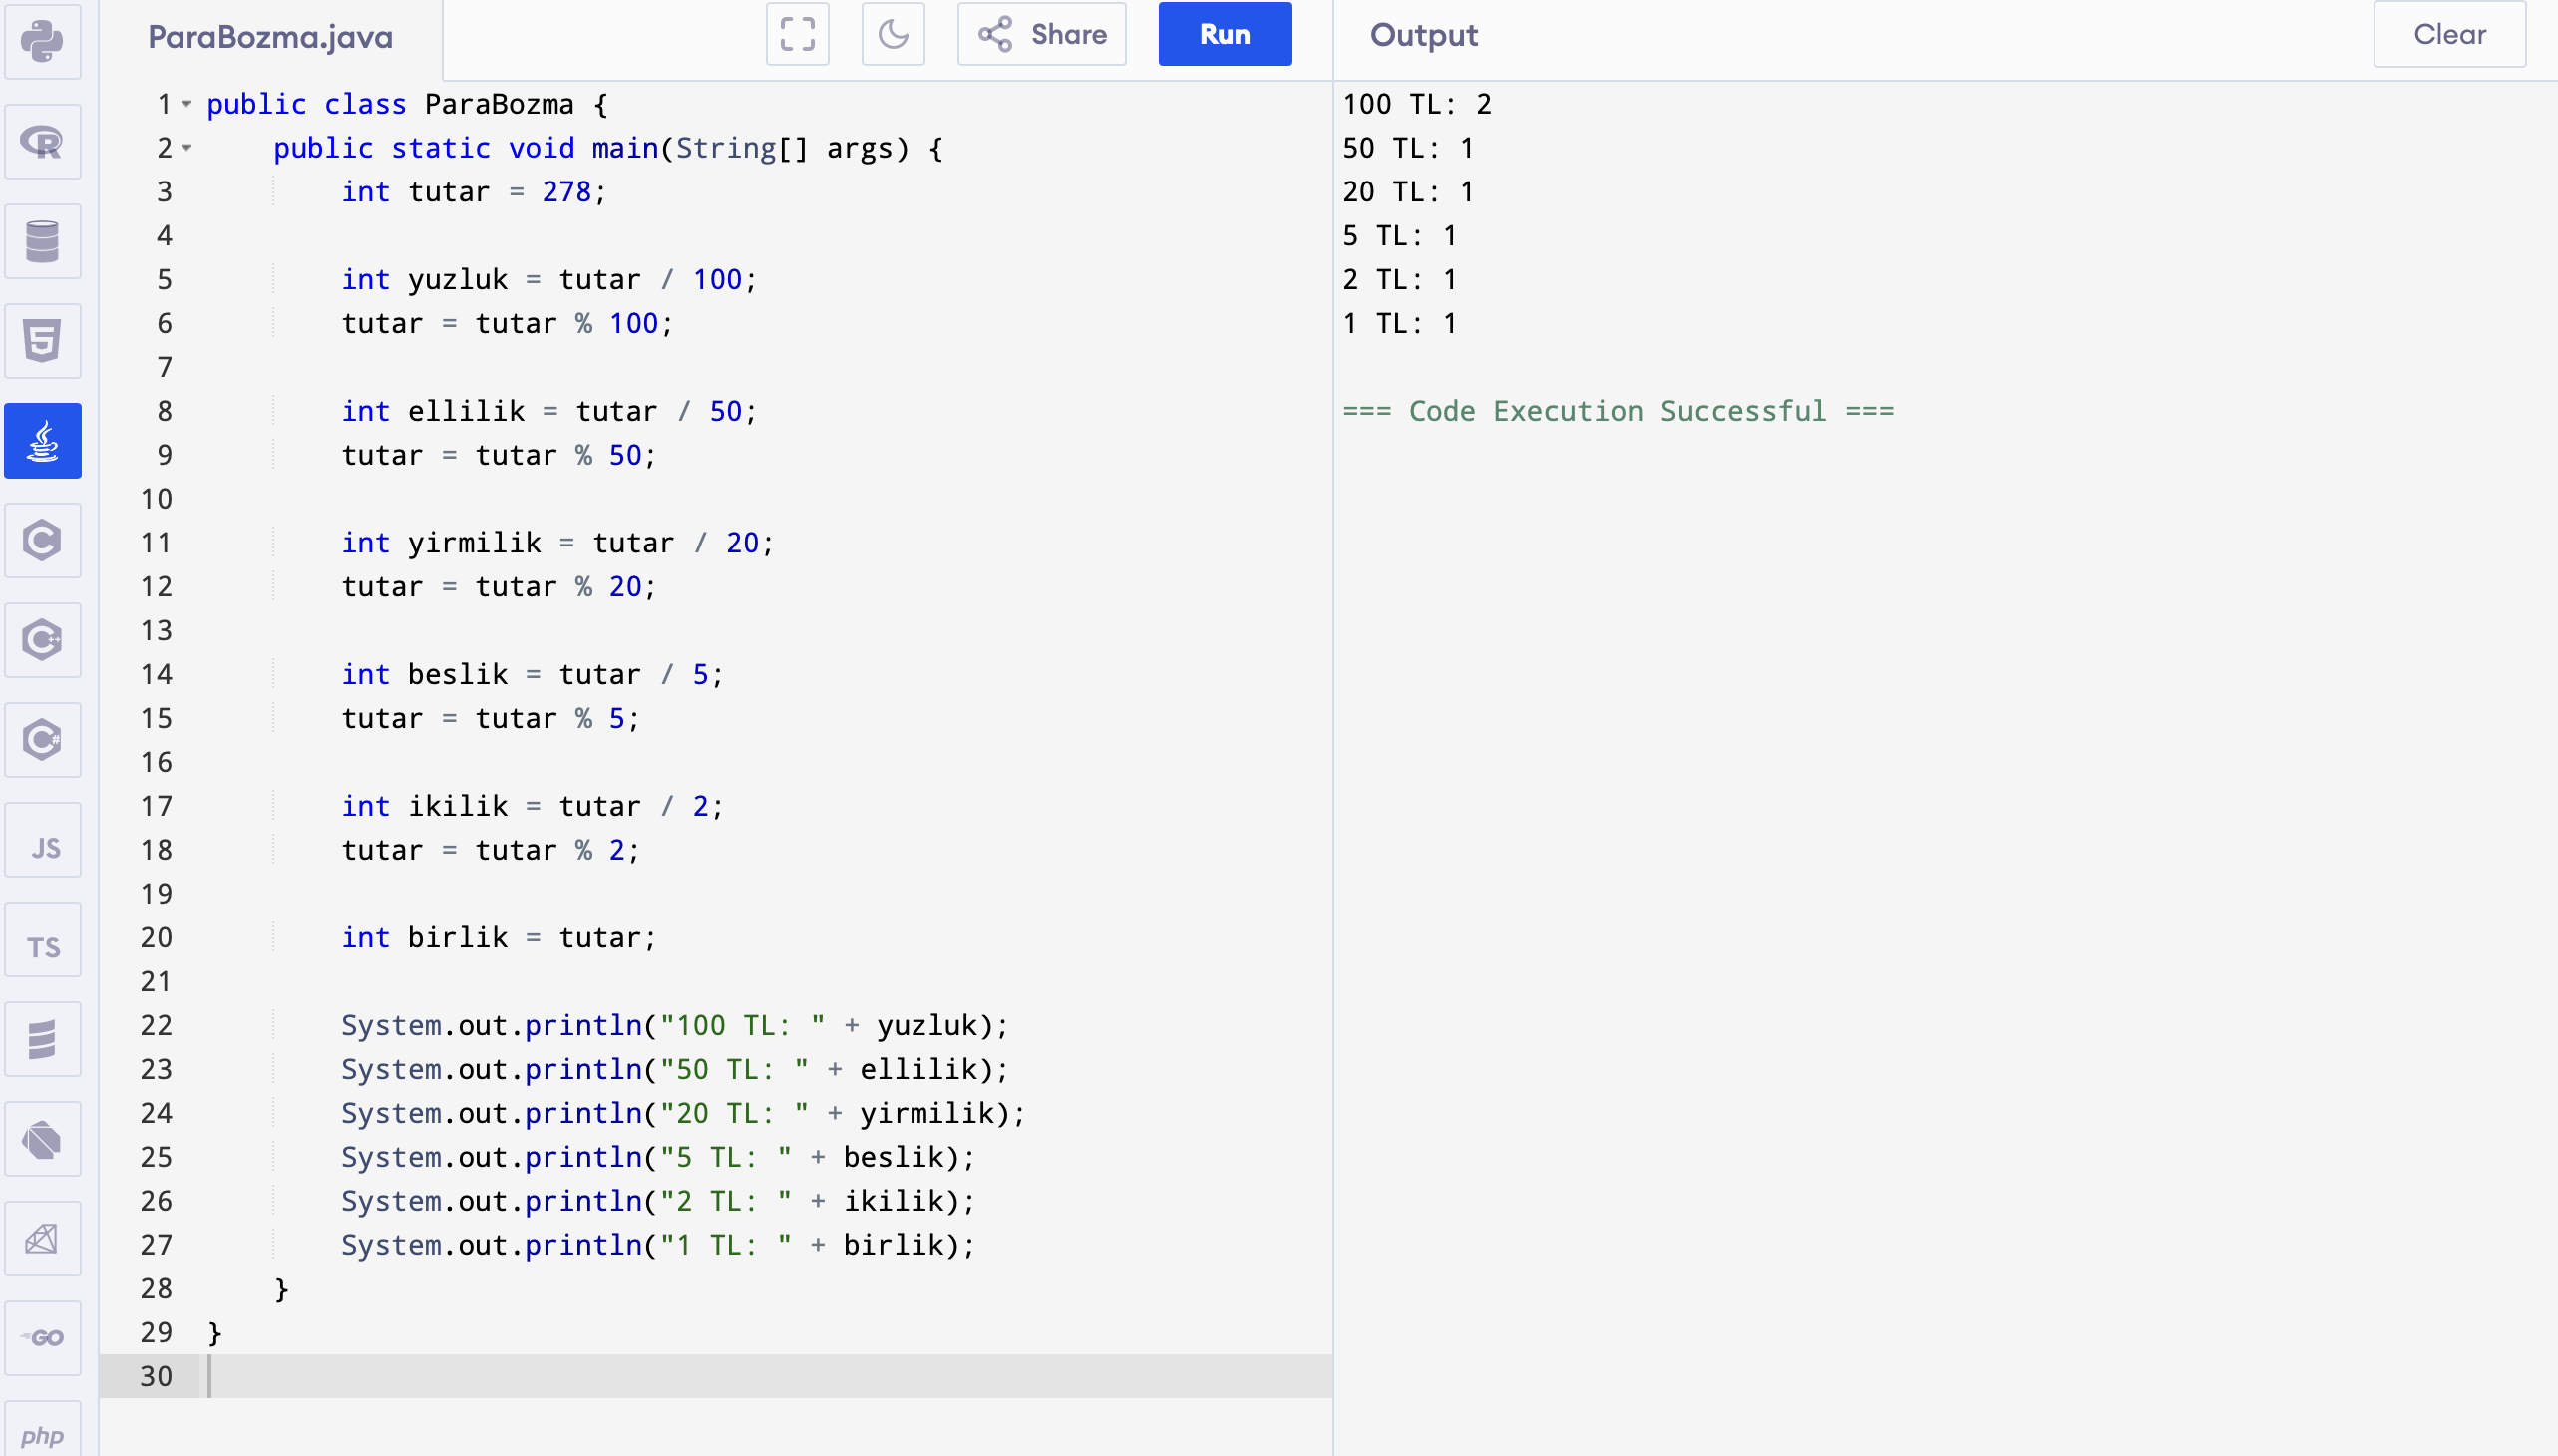 ParaBozma.java
Share
Run
Output
Clear
1 public class ParaBozma {
2     public static void main(String[] args) {
3         int tutar = 278;
4
5         int yuzluk = tutar / 100;
6         tutar = tutar % 100;
7
8         int ellilik = tutar / 50;
9         tutar = tutar % 50;
10
11         int yirmilik = tutar / 20;
12         tutar = tutar % 20;
13
14         int beslik = tutar / 5;
15         tutar = tutar % 5;
16
17         int ikilik = tutar / 2;
18         tutar = tutar % 2;
19
20         int birlik = tutar;
21
22         System.out.println("100 TL: " + yuzluk);
23         System.out.println("50 TL: " + ellilik);
24         System.out.println("20 TL: " + yirmilik);
25         System.out.println("5 TL: " + beslik);
26         System.out.println("2 TL: " + ikilik);
27         System.out.println("1 TL: " + birlik);
28     }
29 }
30
100 TL: 2
50 TL: 1
20 TL: 1
5 TL: 1
2 TL: 1
1 TL: 1
=== Code Execution Successful ===
R
5
C
C++
C#
JS
TS
GO
php